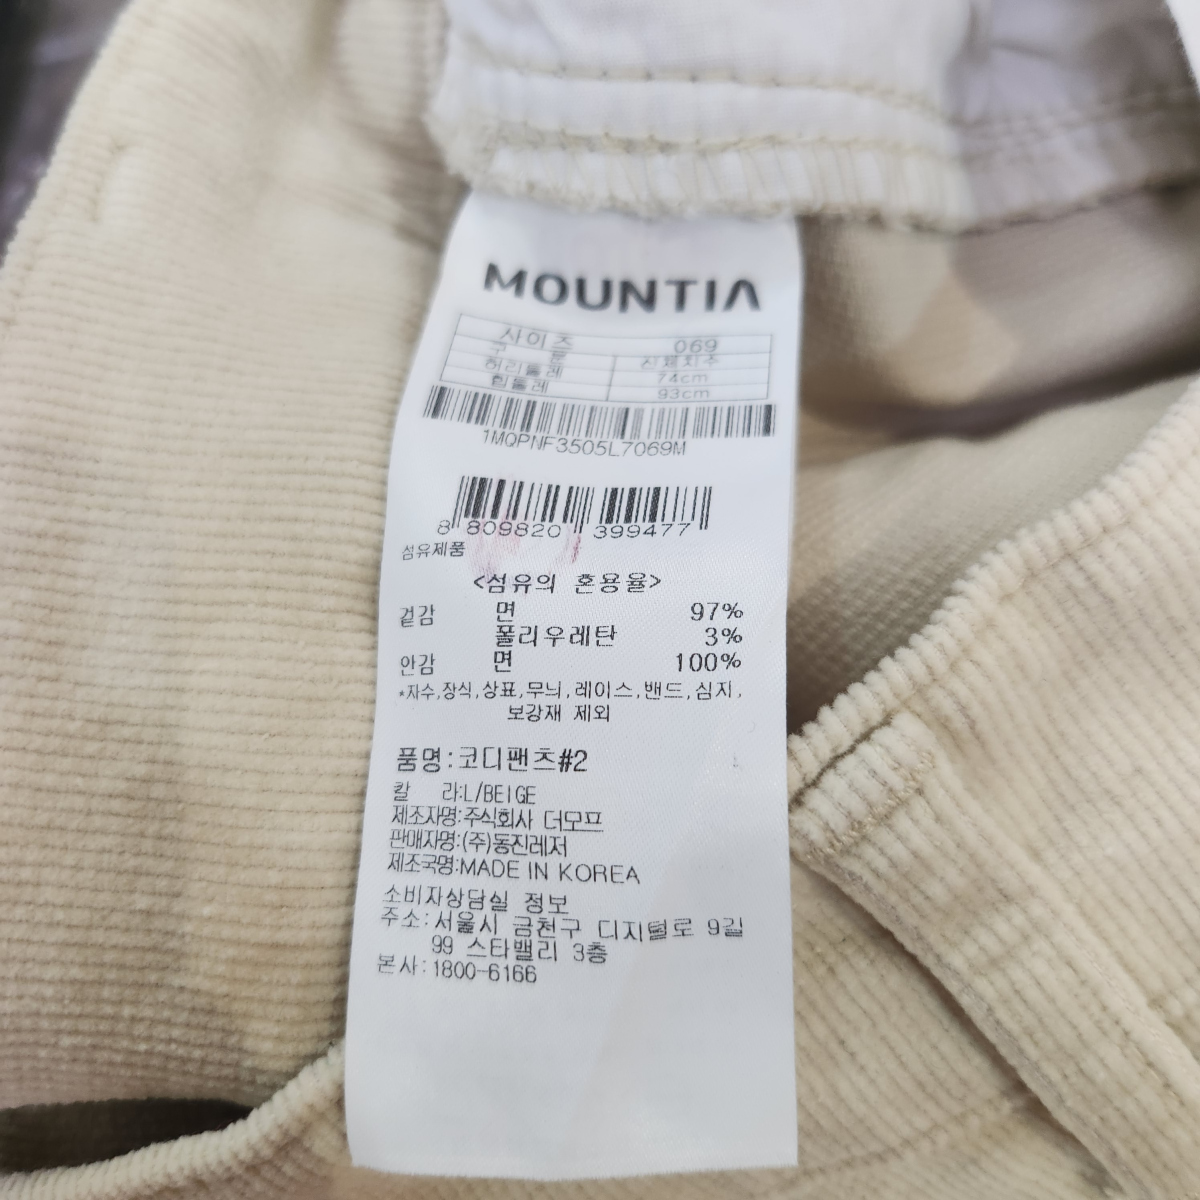 MOUNTIA
사이즈 069
구 분 신체치수
허리둘레 74cm
힙둘레 93cm
1MQPNF3505L7069M
8 809820 399477
섬유제품
<섬유의 혼용율>
겉감 면 97%
폴리우레탄 3%
안감 면 100%
*자수,장식,상표,무늬,레이스,밴드,심지,
보강재 제외
품명:코디팬츠#2
칼 라:L/BEIGE
제조자명:주식회사 더모프
판매자명:(주)동진레저
제조국명:MADE IN KOREA
소비자상담실 정보
주소:서울시 금천구 디지털로 9길
99 스타밸리 3층
본사:1800-6166